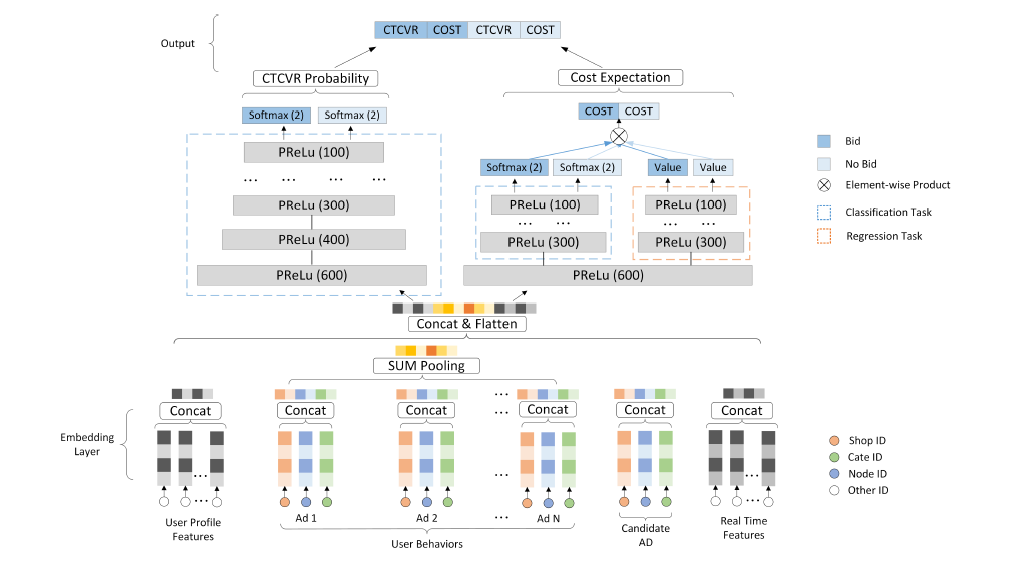 CTCVR COST CTCVR COST
Output
CTCVR Probability
Cost Expectation
COST COST
Softmax (2) Softmax (2)
PReLu (100)
... ... ... ...
PReLu (300)
PReLu (400)
PReLu (600)
Softmax (2) Softmax (2) Value Value
PReLu (100) PReLu (100)
... ... ... ...
PReLu (300) PReLu (300)
PReLu (600)
Bid
No Bid
Element-wise Product
Classification Task
Regression Task
Concat & Flatten
SUM Pooling
...
Concat Concat Concat ... Concat Concat Concat
Embedding
Layer
... ... ...
... ...
Shop ID
Cate ID
Node ID
Other ID
User Profile
Features
Ad 1 Ad 2 ... Ad N
User Behaviors
Candidate
AD
Real Time
Features